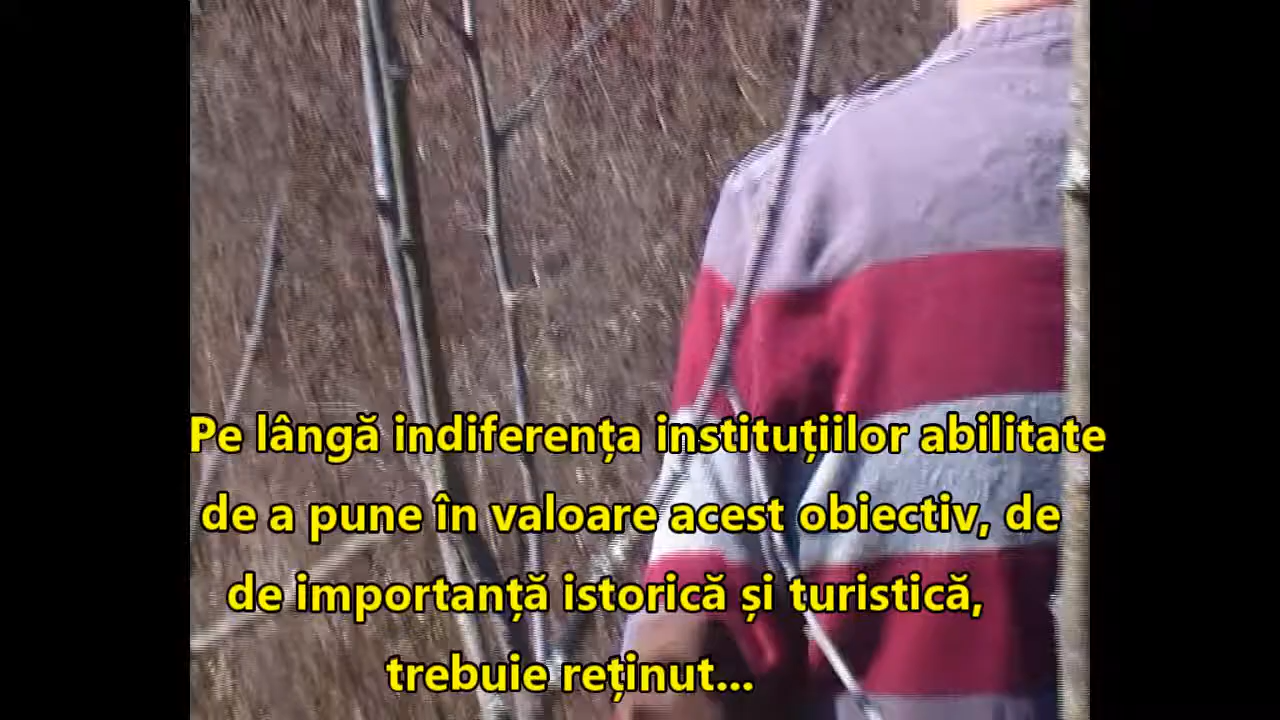 Pe lângă indiferența instituțiilor abilitate
de a pune în valoare acest obiectiv, de
de importanță istorică și turistică,
trebuie reținut...